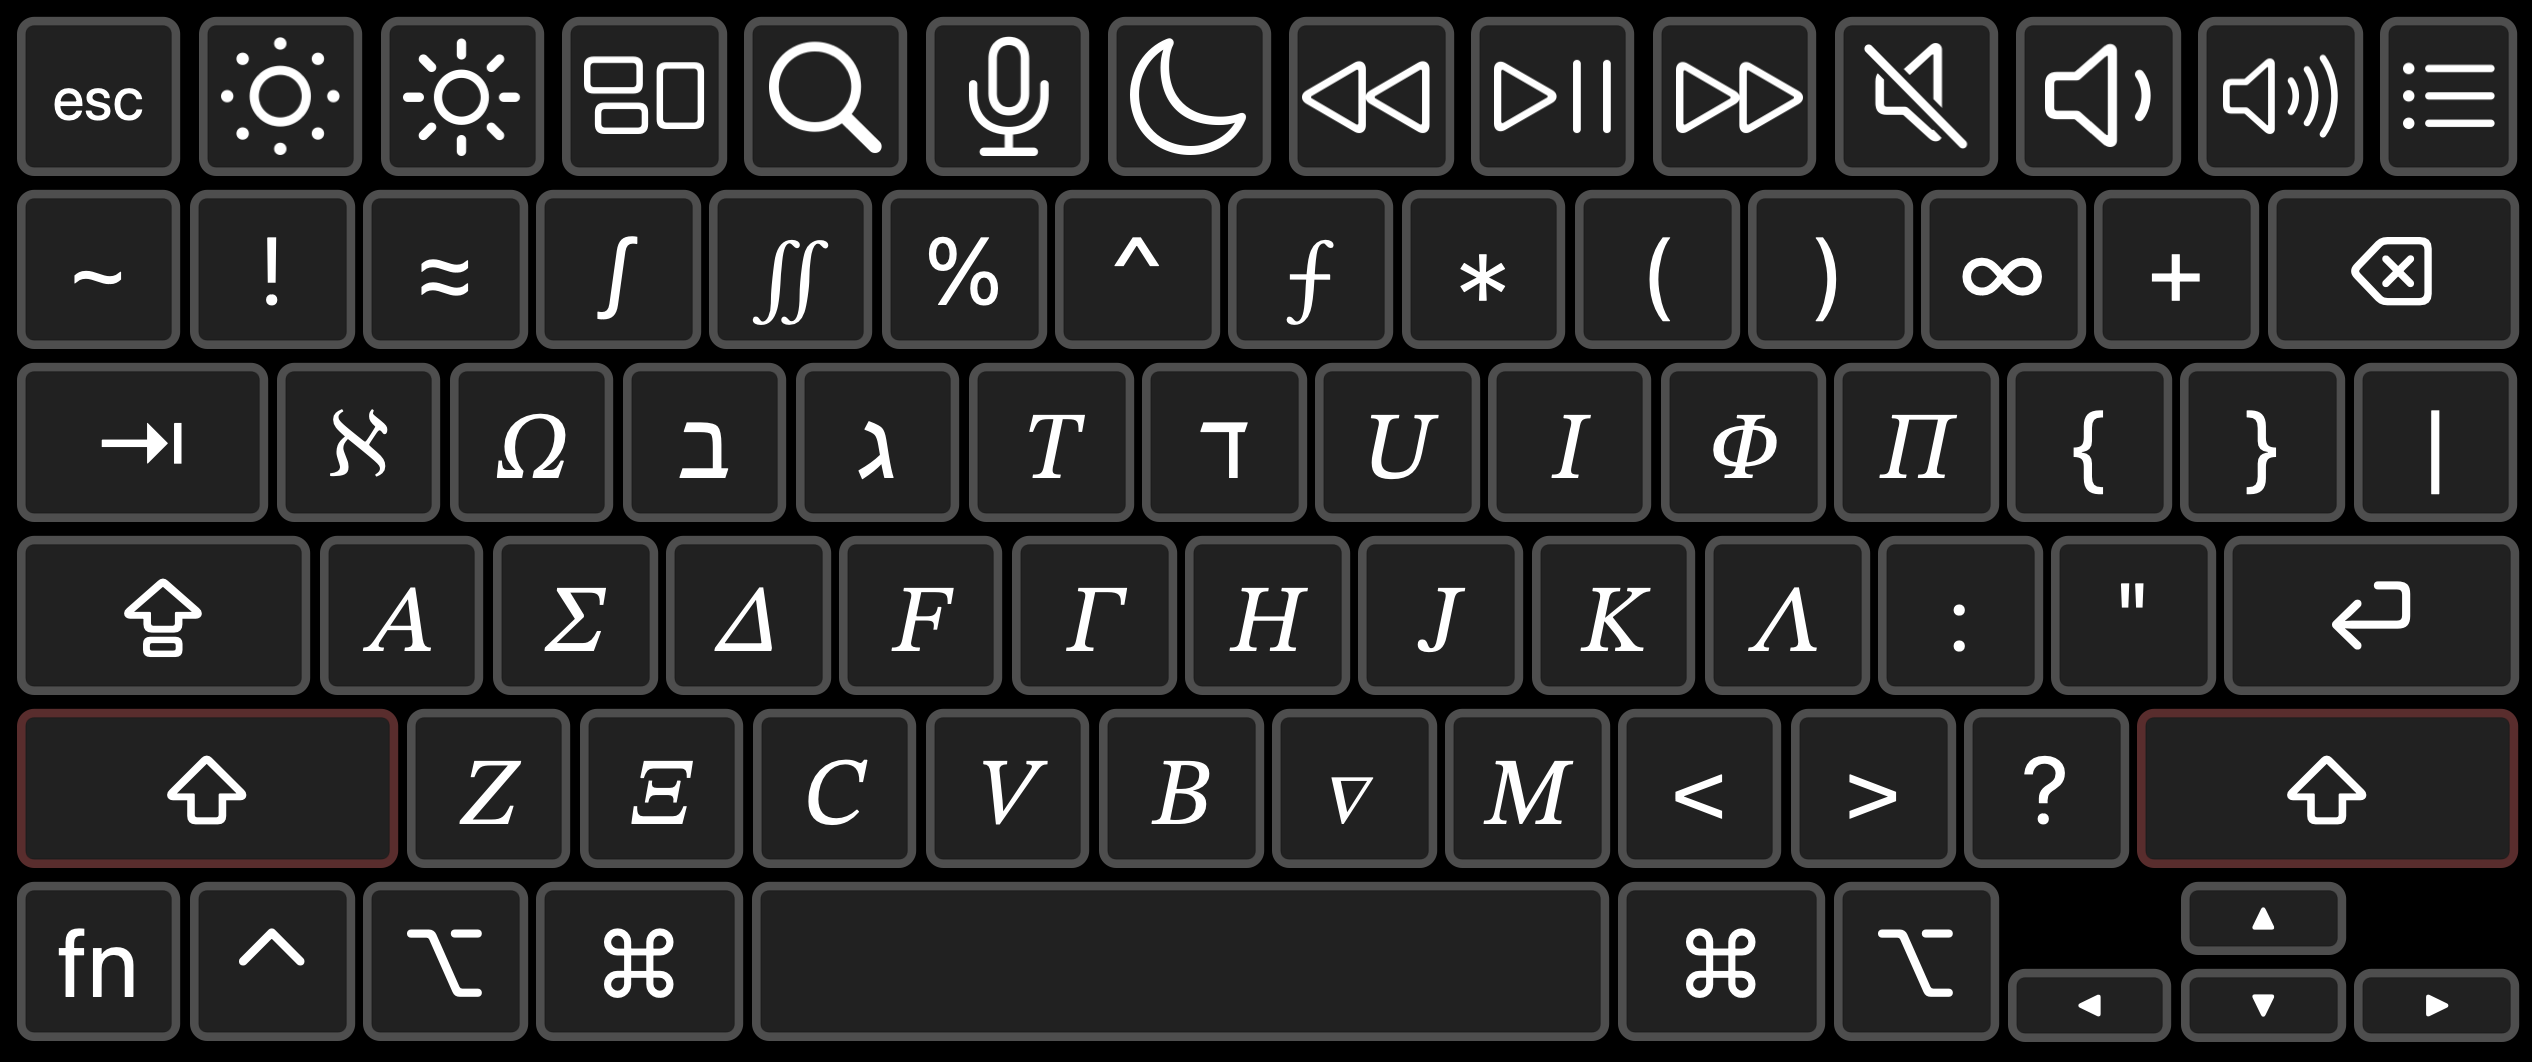 esc
~ ! ≈ ∫ ∬ % ^ ⨍ * ( ) ∞ + ⌫
⇥ ℵ Ω ב ג T ד U I Φ Π { } |
⇪ A Σ Δ F Γ H J K Λ : " ↩
⇧ Z Ξ C V B ∇ M < > ? ⇧
fn ⌃ ⌥ ⌘ ⌘ ⌥ ◀ ▲ ▼ ▶